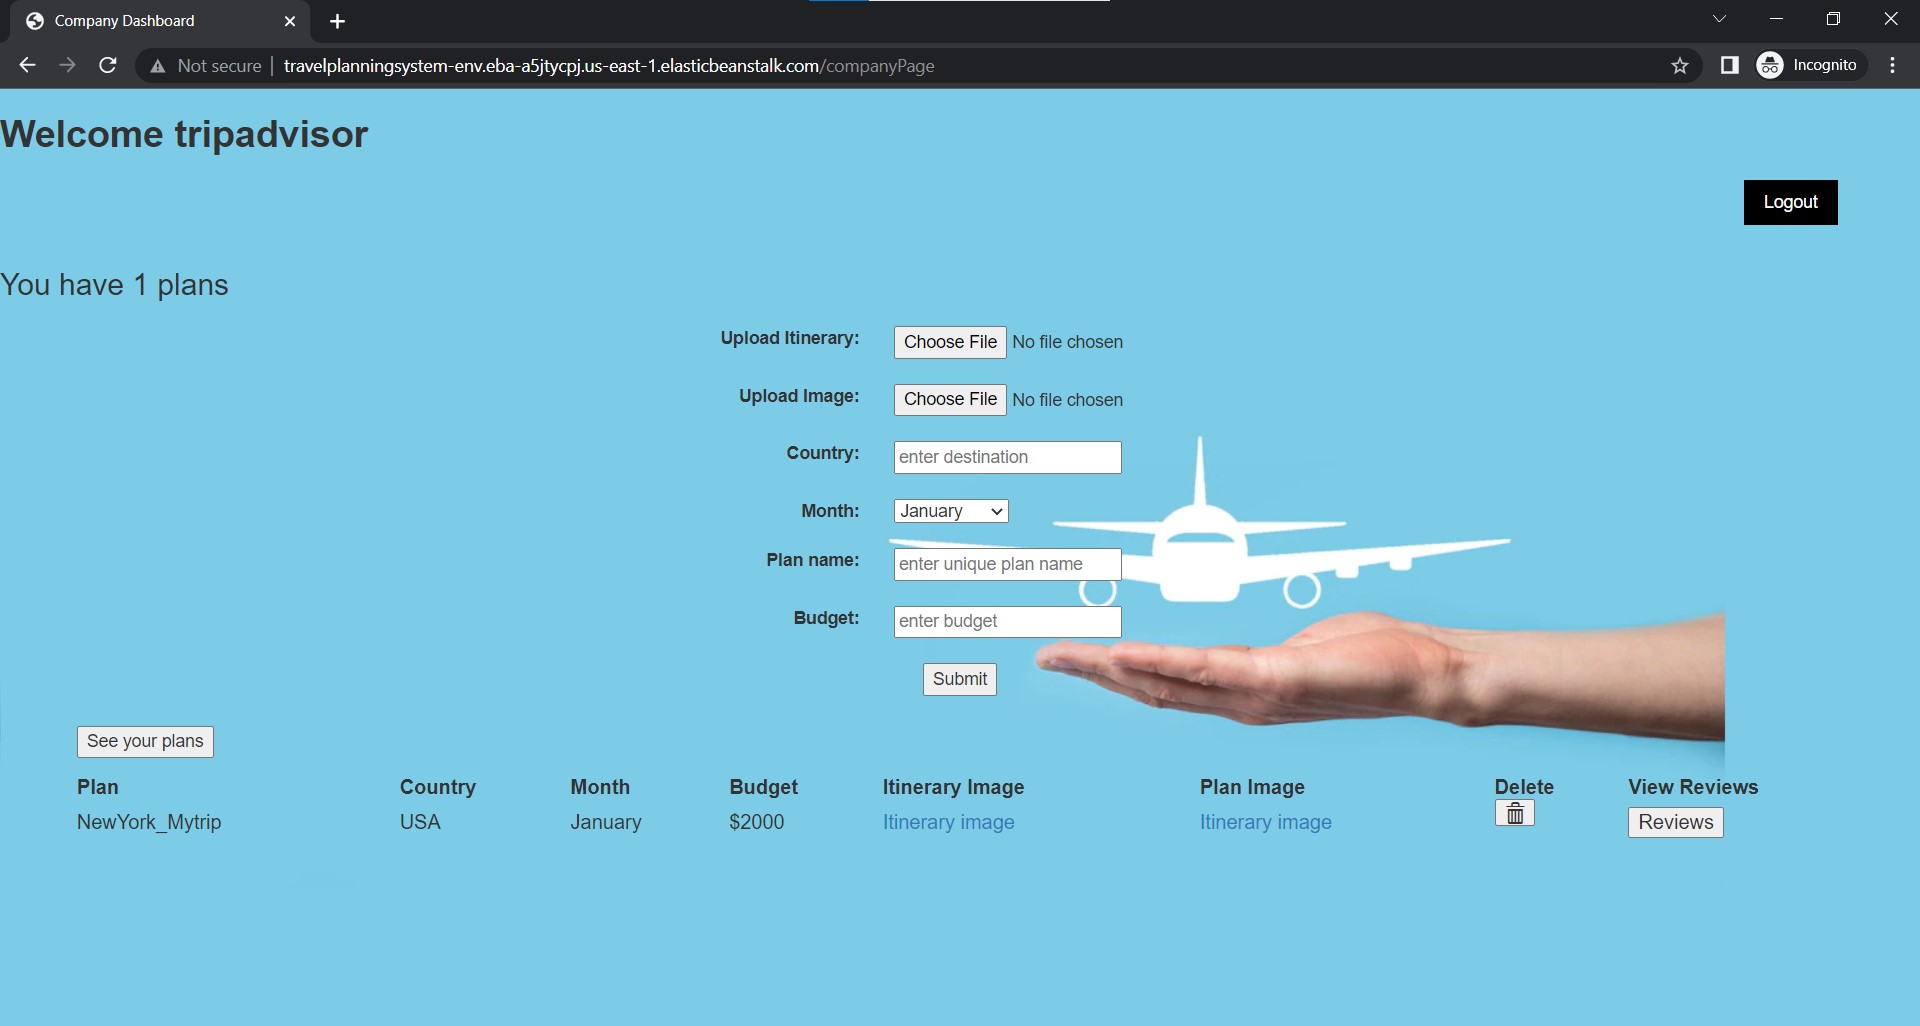 Company Dashboard
Not secure travelplanningsystem-env.eba-a5jtycpj.us-east-1.elasticbeanstalk.com/companyPage Incognito
Welcome tripadvisor
Logout
You have 1 plans
Upload Itinerary: Choose File No file chosen
Upload Image: Choose File No file chosen
Country: enter destination
Month: January
Plan name: enter unique plan name
Budget: enter budget
Submit
See your plans
Plan Country Month Budget Itinerary Image Plan Image Delete View Reviews
NewYork_Mytrip USA January $2000 Itinerary image Itinerary image Reviews